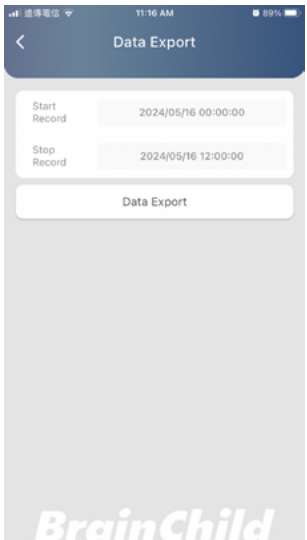 遠傳電信 11:16 AM 89%
Data Export
Start
Record
2024/05/16 00:00:00
Stop
Record
2024/05/16 12:00:00
Data Export
BrainChild